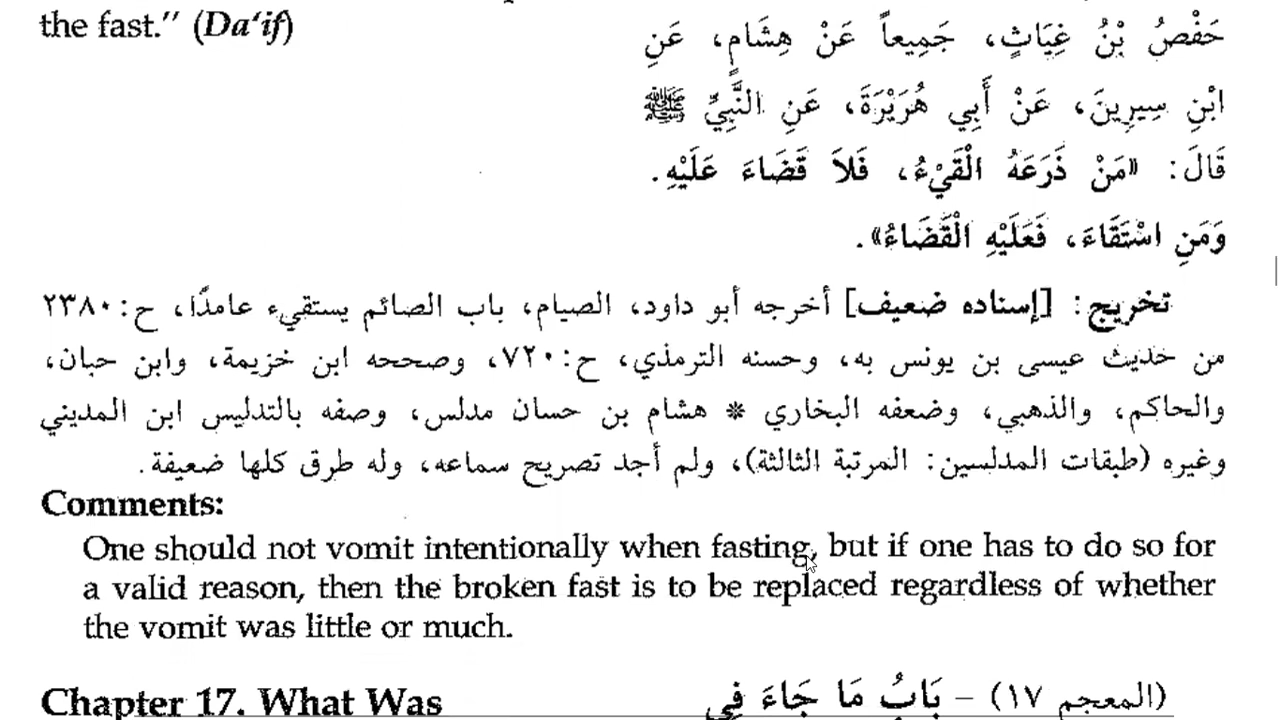 the fast." (Da'if)
حَفْصُ بْنُ غِيَاثٍ، جَمِيعاً عَنْ هِشَامٍ، عَنِ
ابْنِ سِيرِينَ، عَنْ أَبِي هُرَيْرَةَ، عَنِ النَّبِيِّ ﷺ
قَالَ: «مَنْ ذَرَعَهُ الْقَيْءُ، فَلاَ قَضَاءَ عَلَيْهِ.
وَمَنِ اسْتَقَاءَ، فَعَلَيْهِ الْقَضَاءُ».
تخريج: [إسناده ضعيف] أخرجه أبو داود، الصيام، باب الصائم يستقيء عامدًا، ح:٢٣٨٠
من حديث عيسى بن يونس به، وحسنه الترمذي، ح:٧٢٠، وصححه ابن خزيمة، وابن حبان،
والحاكم، والذهبي، وضعفه البخاري * هشام بن حسان مدلس، وصفه بالتدليس ابن المديني
وغيره (طبقات المدلسين: المرتبة الثالثة)، ولم أجد تصريح سماعه، وله طرق كلها ضعيفة.
Comments:
One should not vomit intentionally when fasting, but if one has to do so for
a valid reason, then the broken fast is to be replaced regardless of whether
the vomit was little or much.
Chapter 17. What Was
(المعجم ١٧) - بَابُ مَا جَاءَ فِي